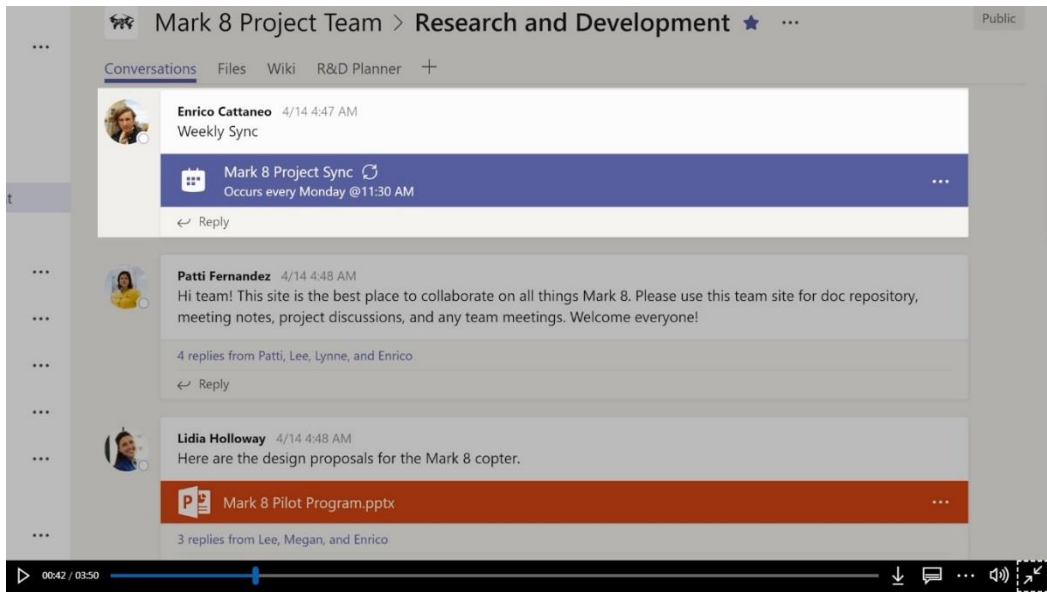 Mark 8 Project Team > Research and Development ★ ...
Public
Conversations Files Wiki R&D Planner +
Enrico Cattaneo 4/14 4:47 AM
Weekly Sync
Mark 8 Project Sync
Occurs every Monday @11:30 AM
Reply
t
Patti Fernandez 4/14 4:48 AM
Hi team! This site is the best place to collaborate on all things Mark 8. Please use this team site for doc repository,
meeting notes, project discussions, and any team meetings. Welcome everyone!
4 replies from Patti, Lee, Lynne, and Enrico
Reply
Lidia Holloway 4/14 4:48 AM
Here are the design proposals for the Mark 8 copter.
Mark 8 Pilot Program.pptx
3 replies from Lee, Megan, and Enrico
00:42 / 03:50